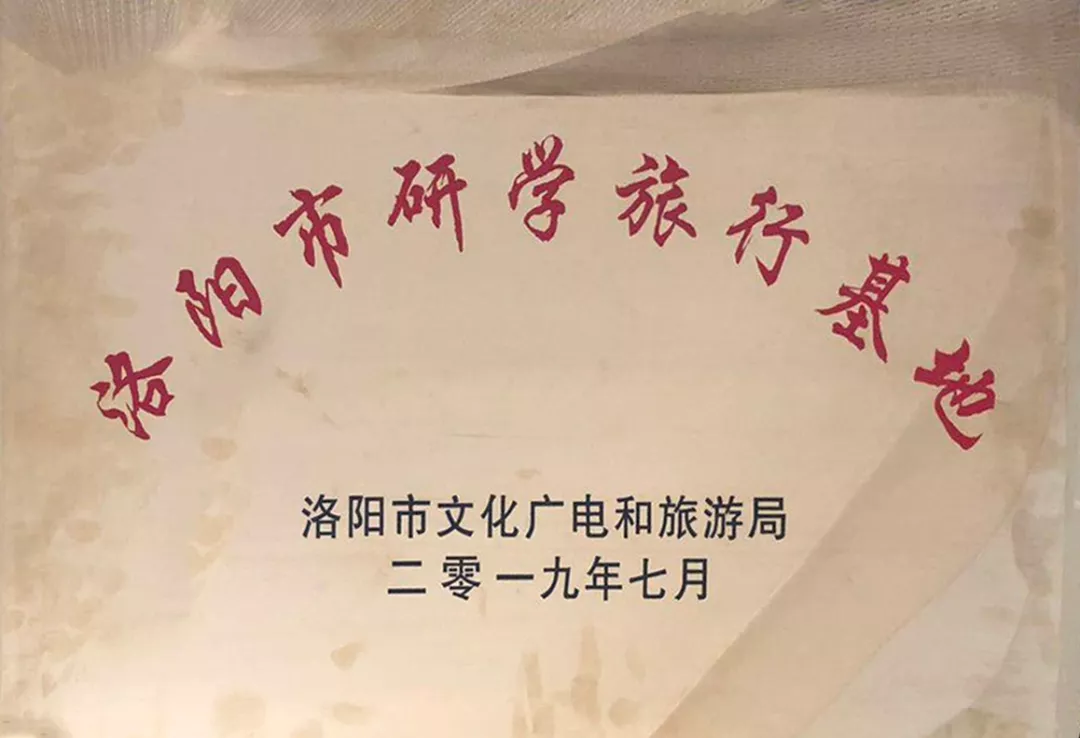 洛阳市研学旅行基地
洛阳市文化广电和旅游局
二零一九年七月